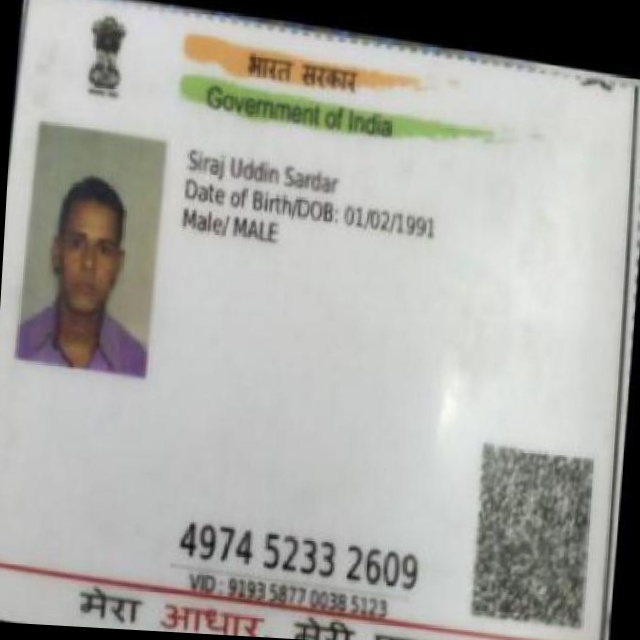 भारत सरकार
Government of India
Siraj Uddin Sardar
Date of Birth/DOB: 01/02/1991
Male/ MALE
4974 5233 2609
VID : 9193 5877 0038 5123
मेरा आधार मेरी